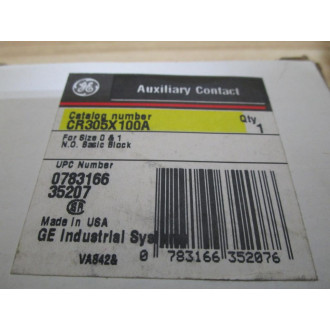 Auxiliary Contact
Catalog number Qty
CR305X100A 1
For Size 0 & 1
N.O. Basic Block
UPC Number
0783166
35207
Made in USA
GE Industrial Systems
0 783166 352076